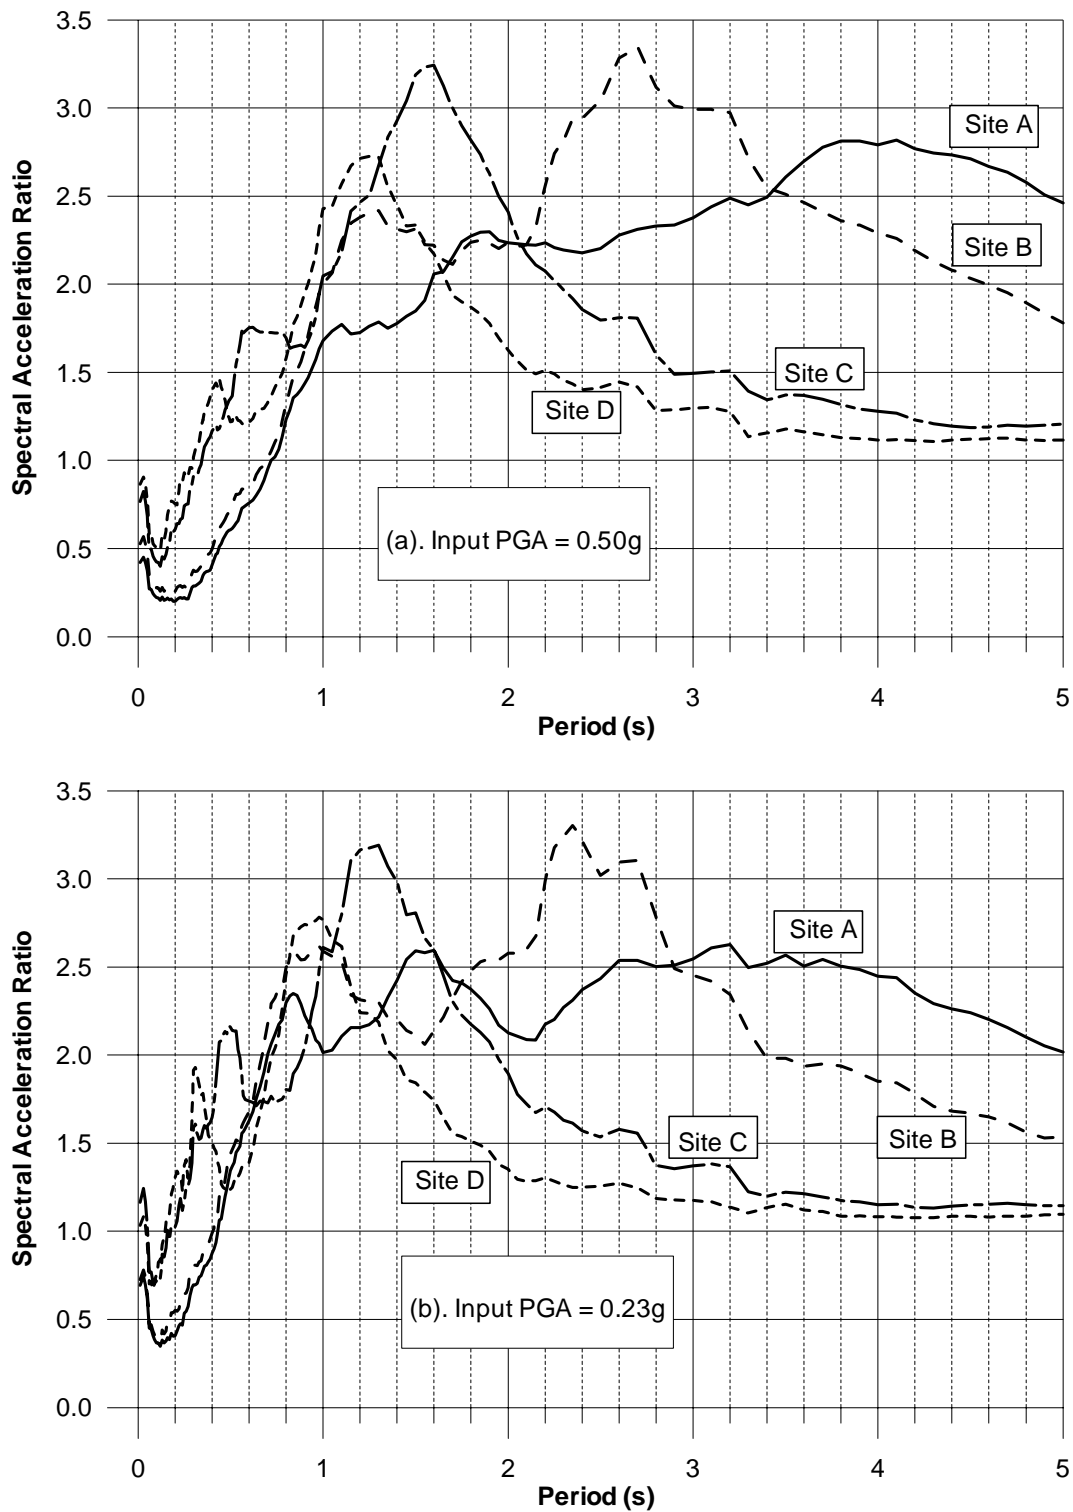 3.5
3.0
2.5
2.0
1.5
1.0
0.5
0.0
Spectral Acceleration Ratio
Site A
Site B
Site C
Site D
(a). Input PGA = 0.50g
0 1 2 3 4 5
Period (s)
3.5
3.0
2.5
2.0
1.5
1.0
0.5
0.0
Spectral Acceleration Ratio
Site A
Site B
Site C
Site D
(b). Input PGA = 0.23g
0 1 2 3 4 5
Period (s)